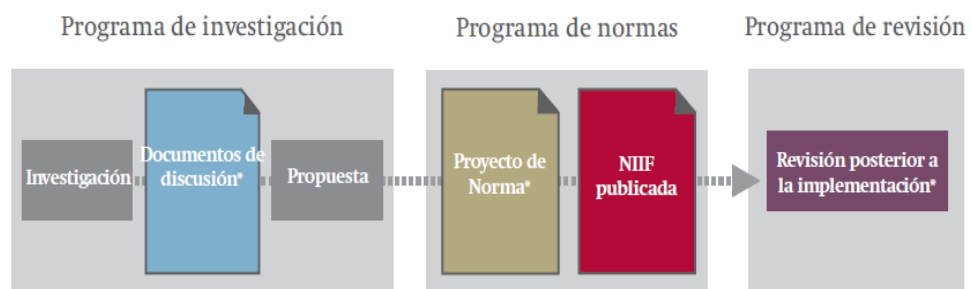 Programa de investigación
Programa de normas
Programa de revisión
Investigación
Documentos de
discusión*
Propuesta
Proyecto de
Norma*
NIIF
publicada
Revisión posterior a
la implementación*